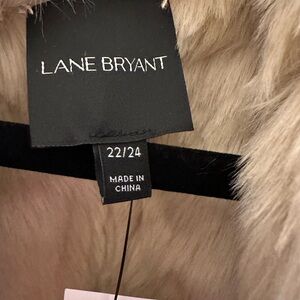 LANE BRYANT
22/24
MADE IN
CHINA